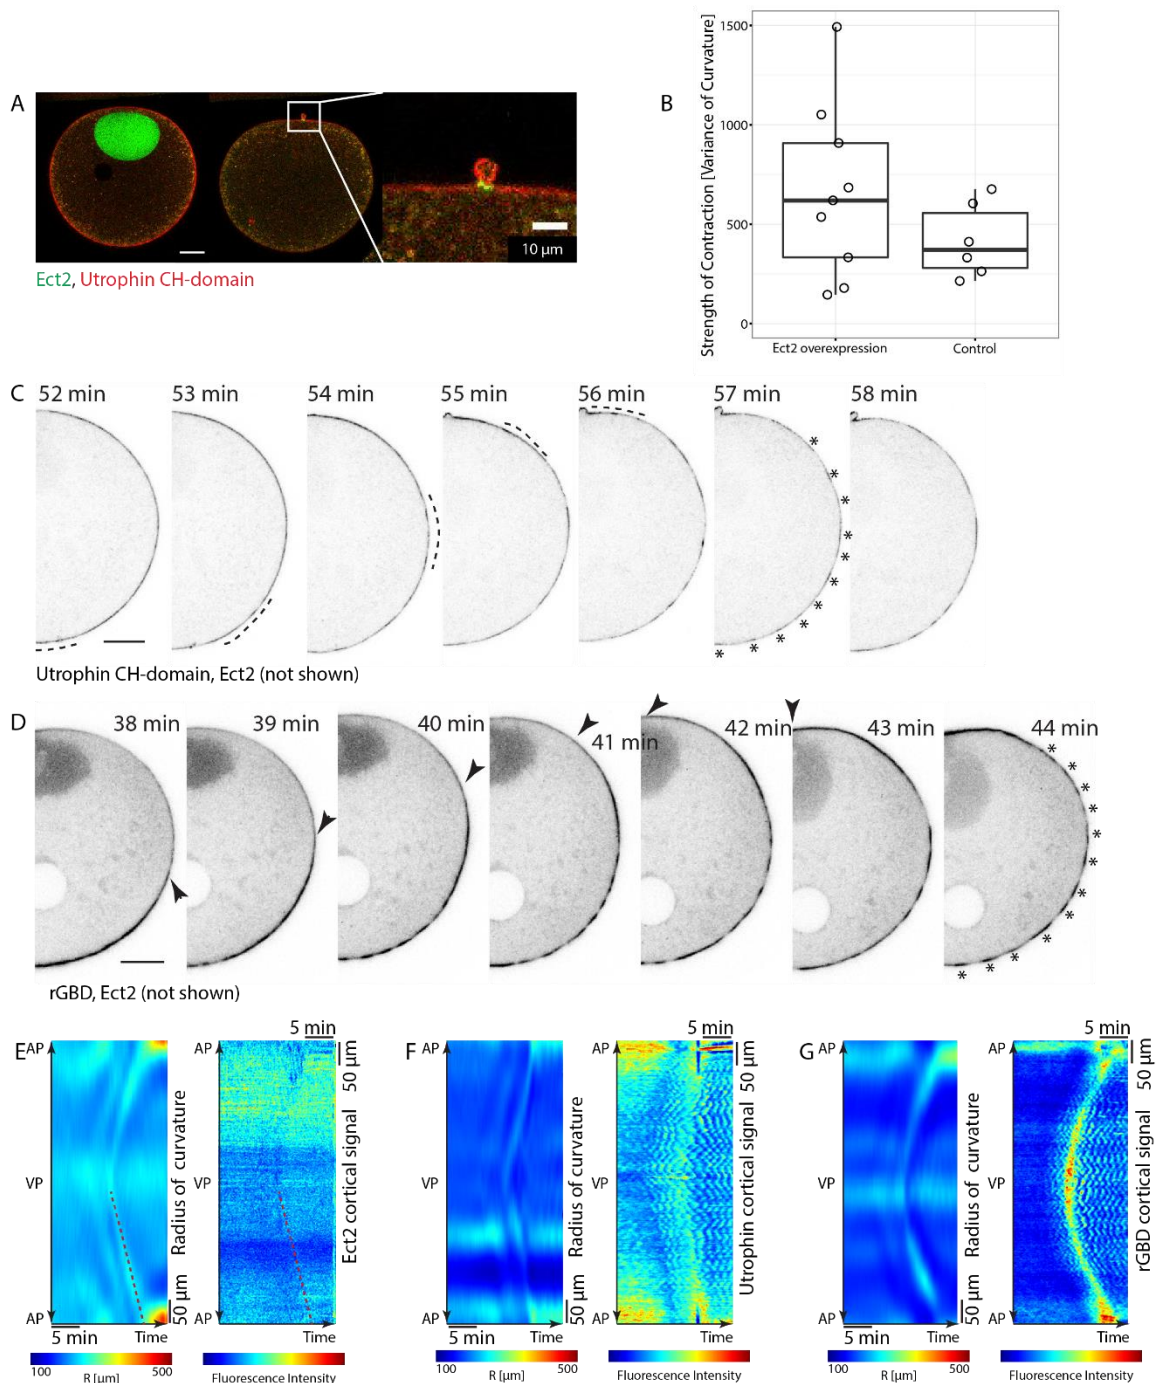 A
10 µm
Ect2, Utrophin CH-domain
B
Strength of Contraction [Variance of Curvature]
1500
1000
500
0
Ect2 overexpression
Control
C
52 min
53 min
54 min
55 min
56 min
57 min
58 min
Utrophin CH-domain, Ect2 (not shown)
D
38 min
39 min
40 min
41 min
42 min
43 min
44 min
rGBD, Ect2 (not shown)
E
AP
VP
AP
5 min
Radius of curvature
50 µm
5 min
50 µm
AP
VP
AP
Ect2 cortical signal
Time
100
500
R [µm]
Fluorescence Intensity
F
AP
VP
AP
5 min
Radius of curvature
50 µm
Time
5 min
50 µm
AP
VP
AP
Utrophin cortical signal
Time
100
500
R [µm]
Fluorescence Intensity
G
AP
VP
AP
5 min
Radius of curvature
50 µm
Time
5 min
50 µm
AP
VP
AP
rGBD cortical signal
Time
100
500
R [µm]
Fluorescence Intensity
Time